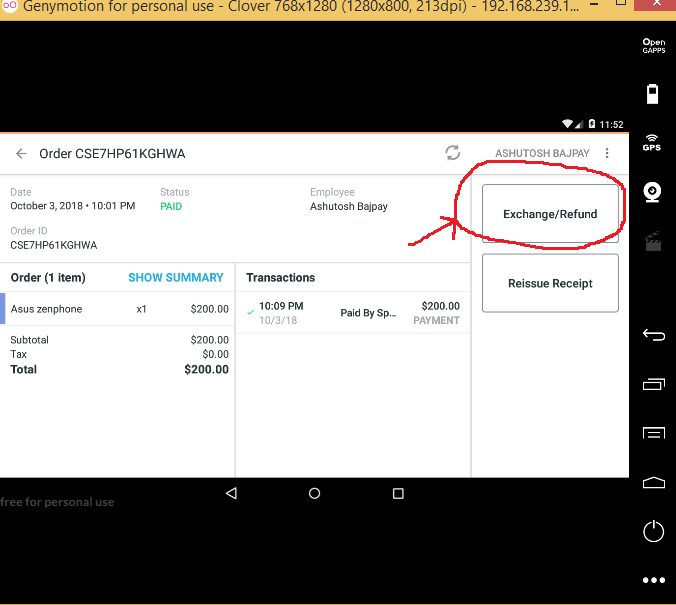 Genymotion for personal use - Clover 768x1280 (1280x800, 213dpi) - 192.168.239.1...
Open
GAPPS
11:52
Order CSE7HP61KGHWA
ASHUTOSH BAJPAY
GPS
Date
Status
Employee
October 3, 2018 • 10:01 PM
PAID
Ashutosh Bajpay
Exchange/Refund
Order ID
CSE7HP61KGHWA
Order (1 item)
SHOW SUMMARY
Transactions
Reissue Receipt
Asus zenphone
x1
$200.00
10:09 PM
10/3/18
Paid By Sp...
$200.00
PAYMENT
Subtotal
$200.00
Tax
$0.00
Total
$200.00
free for personal use